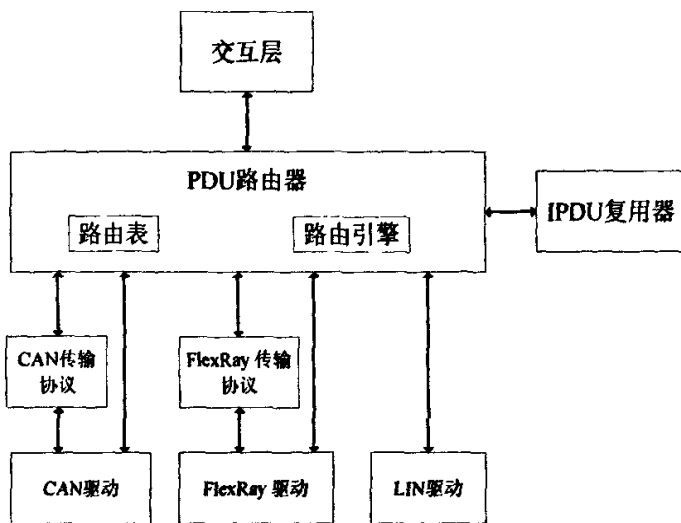 交互层
PDU路由器
路由表
路由引擎
IPDU复用器
CAN传输
协议
FlexRay 传输
协议
CAN驱动
FlexRay 驱动
LIN驱动